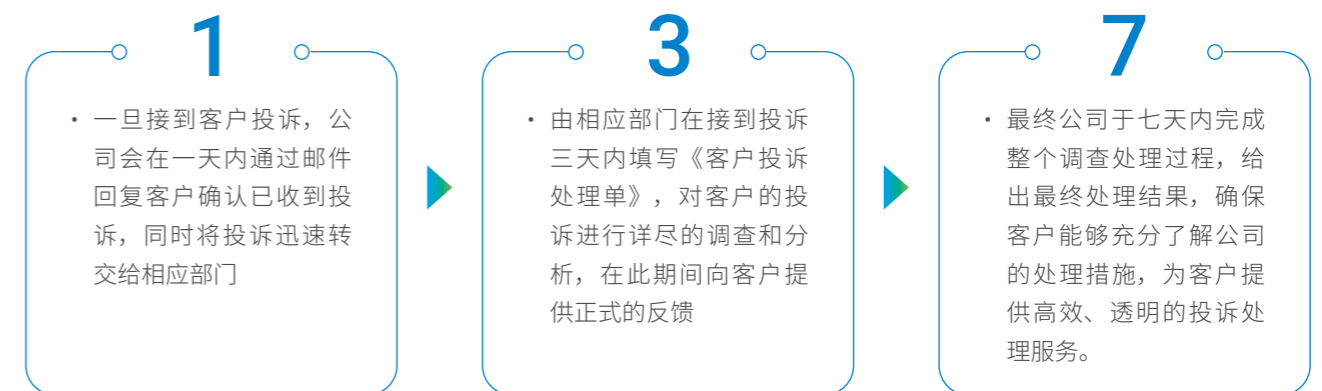 1
• 一旦接到客户投诉，公
司会在一天内通过邮件
回复客户确认已收到投
诉，同时将投诉迅速转
交给相应部门
3
• 由相应部门在接到投诉
三天内填写《客户投诉
处理单》，对客户的投
诉进行详尽的调查和分
析，在此期间向客户提
供正式的反馈
7
• 最终公司于七天内完成
整个调查处理过程，给
出最终处理结果，确保
客户能够充分了解公司
的处理措施，为客户提
供高效、透明的投诉处
理服务。